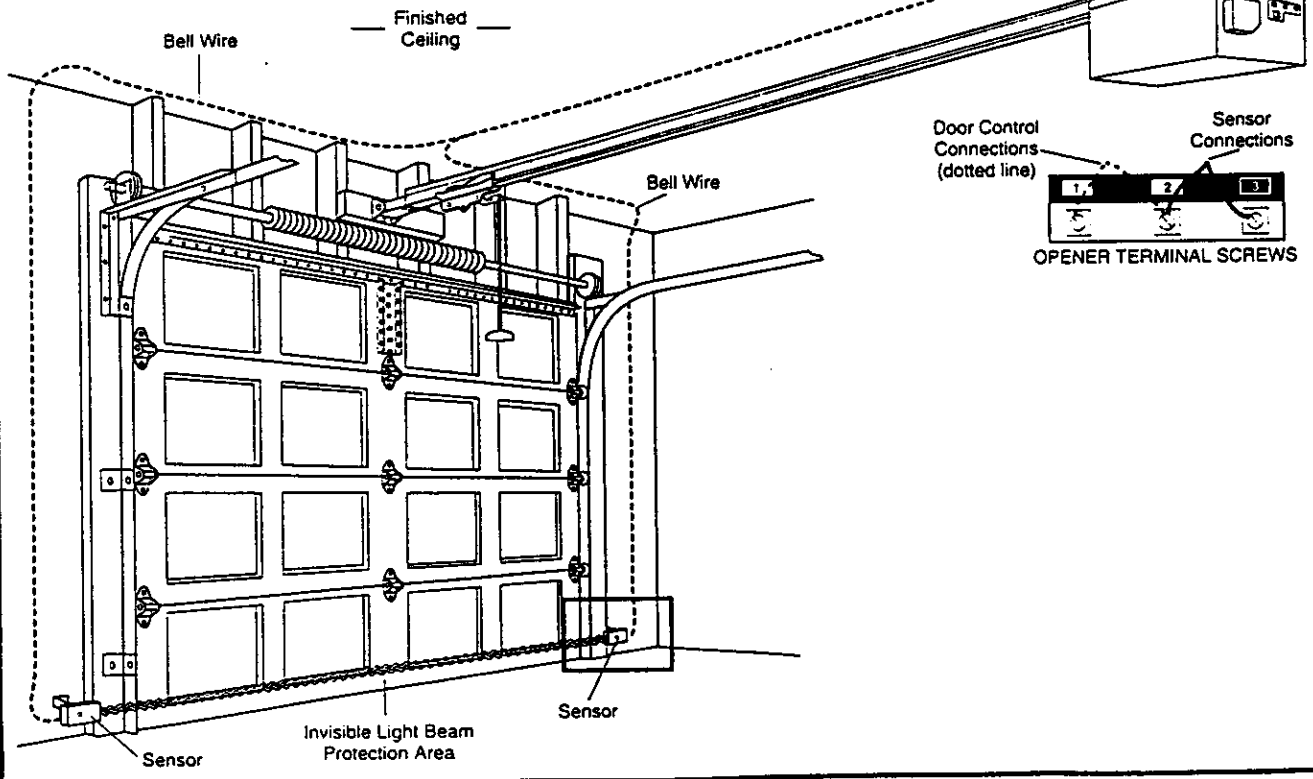 Finished
Ceiling
Bell Wire
Door Control
Connections
(dotted line)
Sensor
Connections
1 2 3
OPENER TERMINAL SCREWS
Bell Wire
Sensor
Invisible Light Beam
Protection Area
Sensor